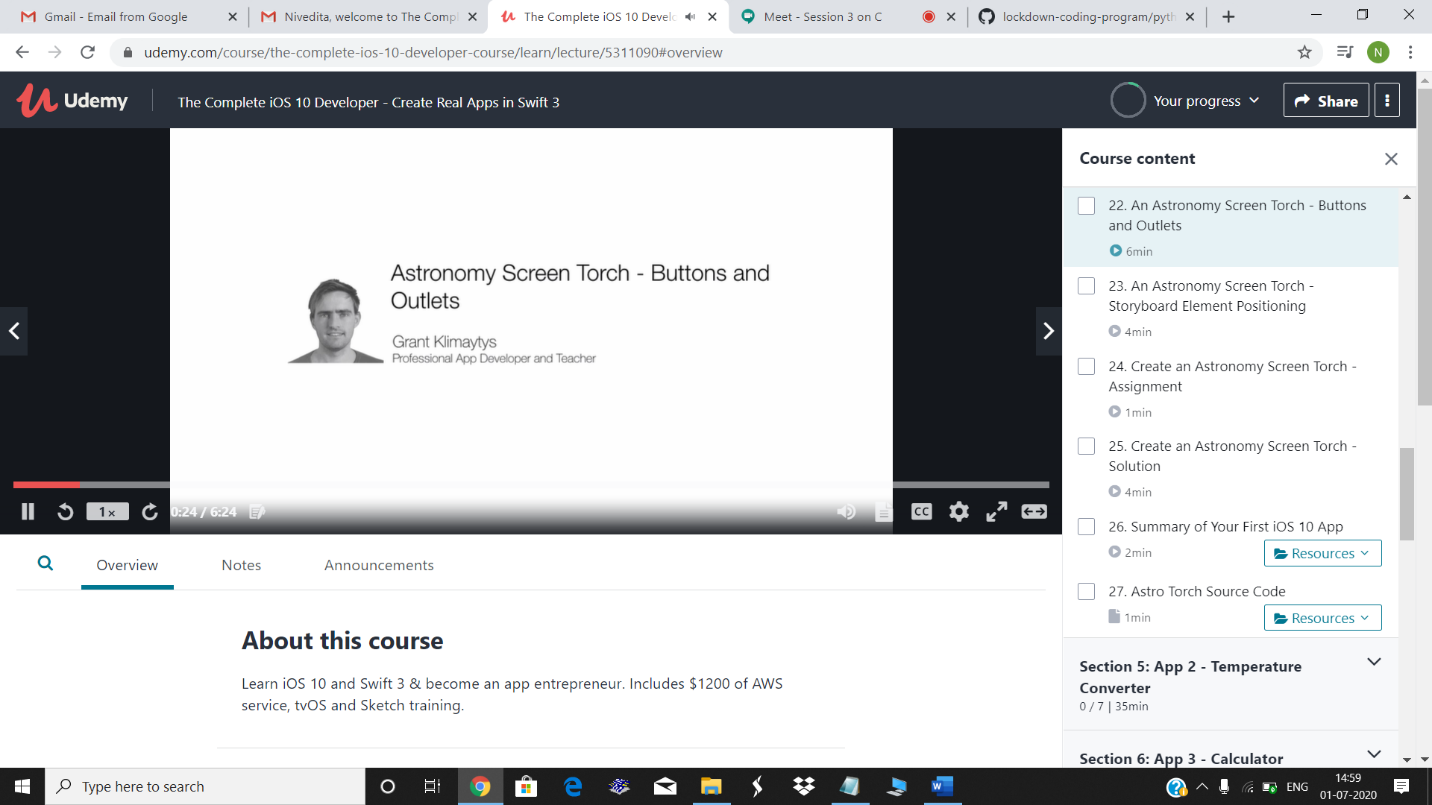 Gmail - Email from Google
Nivedita, welcome to The Compl
The Complete iOS 10 Develo
Meet - Session 3 on C
lockdown-coding-program/pyth
udemy.com/course/the-complete-ios-10-developer-course/learn/lecture/5311090#overview
N
Udemy
The Complete iOS 10 Developer - Create Real Apps in Swift 3
Your progress
Share
Astronomy Screen Torch - Buttons and
Outlets
Grant Klimaytys
Professional App Developer and Teacher
1x
0:24 / 6:24
CC
Overview
Notes
Announcements
About this course
Learn iOS 10 and Swift 3 & become an app entrepreneur. Includes $1200 of AWS
service, tvOS and Sketch training.
Course content
22. An Astronomy Screen Torch - Buttons
and Outlets
6min
23. An Astronomy Screen Torch -
Storyboard Element Positioning
4min
24. Create an Astronomy Screen Torch -
Assignment
1min
25. Create an Astronomy Screen Torch -
Solution
4min
26. Summary of Your First iOS 10 App
2min
Resources
27. Astro Torch Source Code
1min
Resources
Section 5: App 2 - Temperature
Converter
0 / 7 | 35min
Section 6: App 3 - Calculator
Type here to search
ENG
14:59
01-07-2020